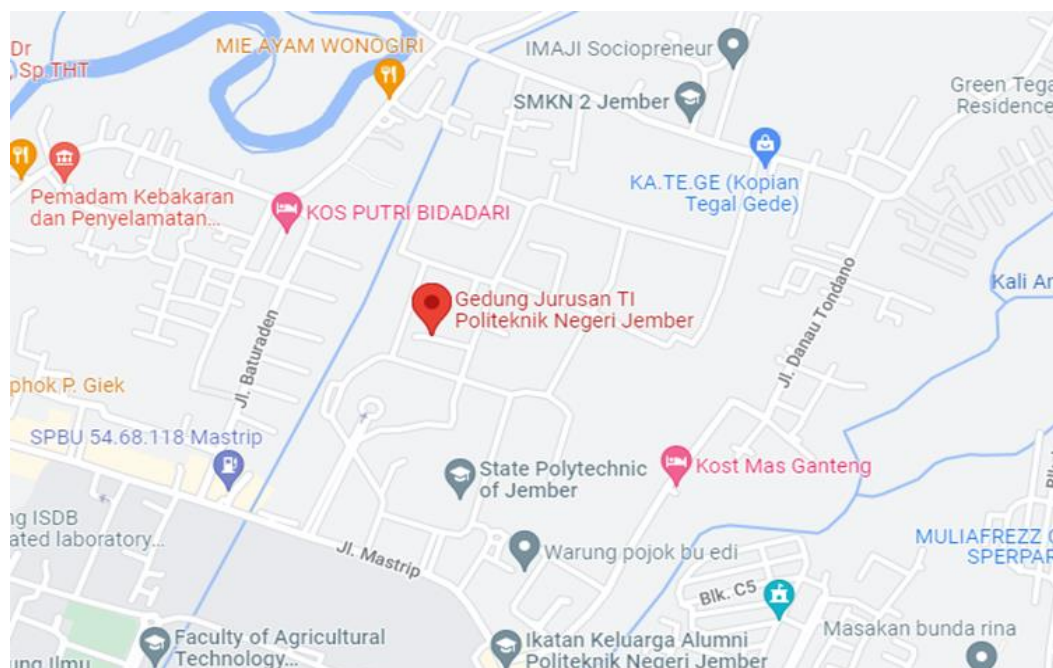 Dr
Sp.THT
MIE AYAM WONOGIRI
IMAJI Sociopreneur
SMKN 2 Jember
Green Tega
Residence
Pemadam Kebakaran
dan Penyelamatan...
KOS PUTRI BIDADARI
KA.TE.GE (Kopian
Tegal Gede)
Kali An
Gedung Jurusan TI
Politeknik Negeri Jember
Jl. Danau Tondano
Jl. Baturaden
phok P. Giek
SPBU 54.68.118 Mastrip
State Polytechnic
of Jember
Kost Mas Ganteng
ng ISDB
ated laboratory...
Jl. Mastrip
Warung pojok bu edi
MULIAFREZZ
SPERPAR
Blk. C5
Faculty of Agricultural
Technology...
Ikatan Keluarga Alumni
Politeknik Negeri Jember
Masakan bunda rina
ung Ilmu